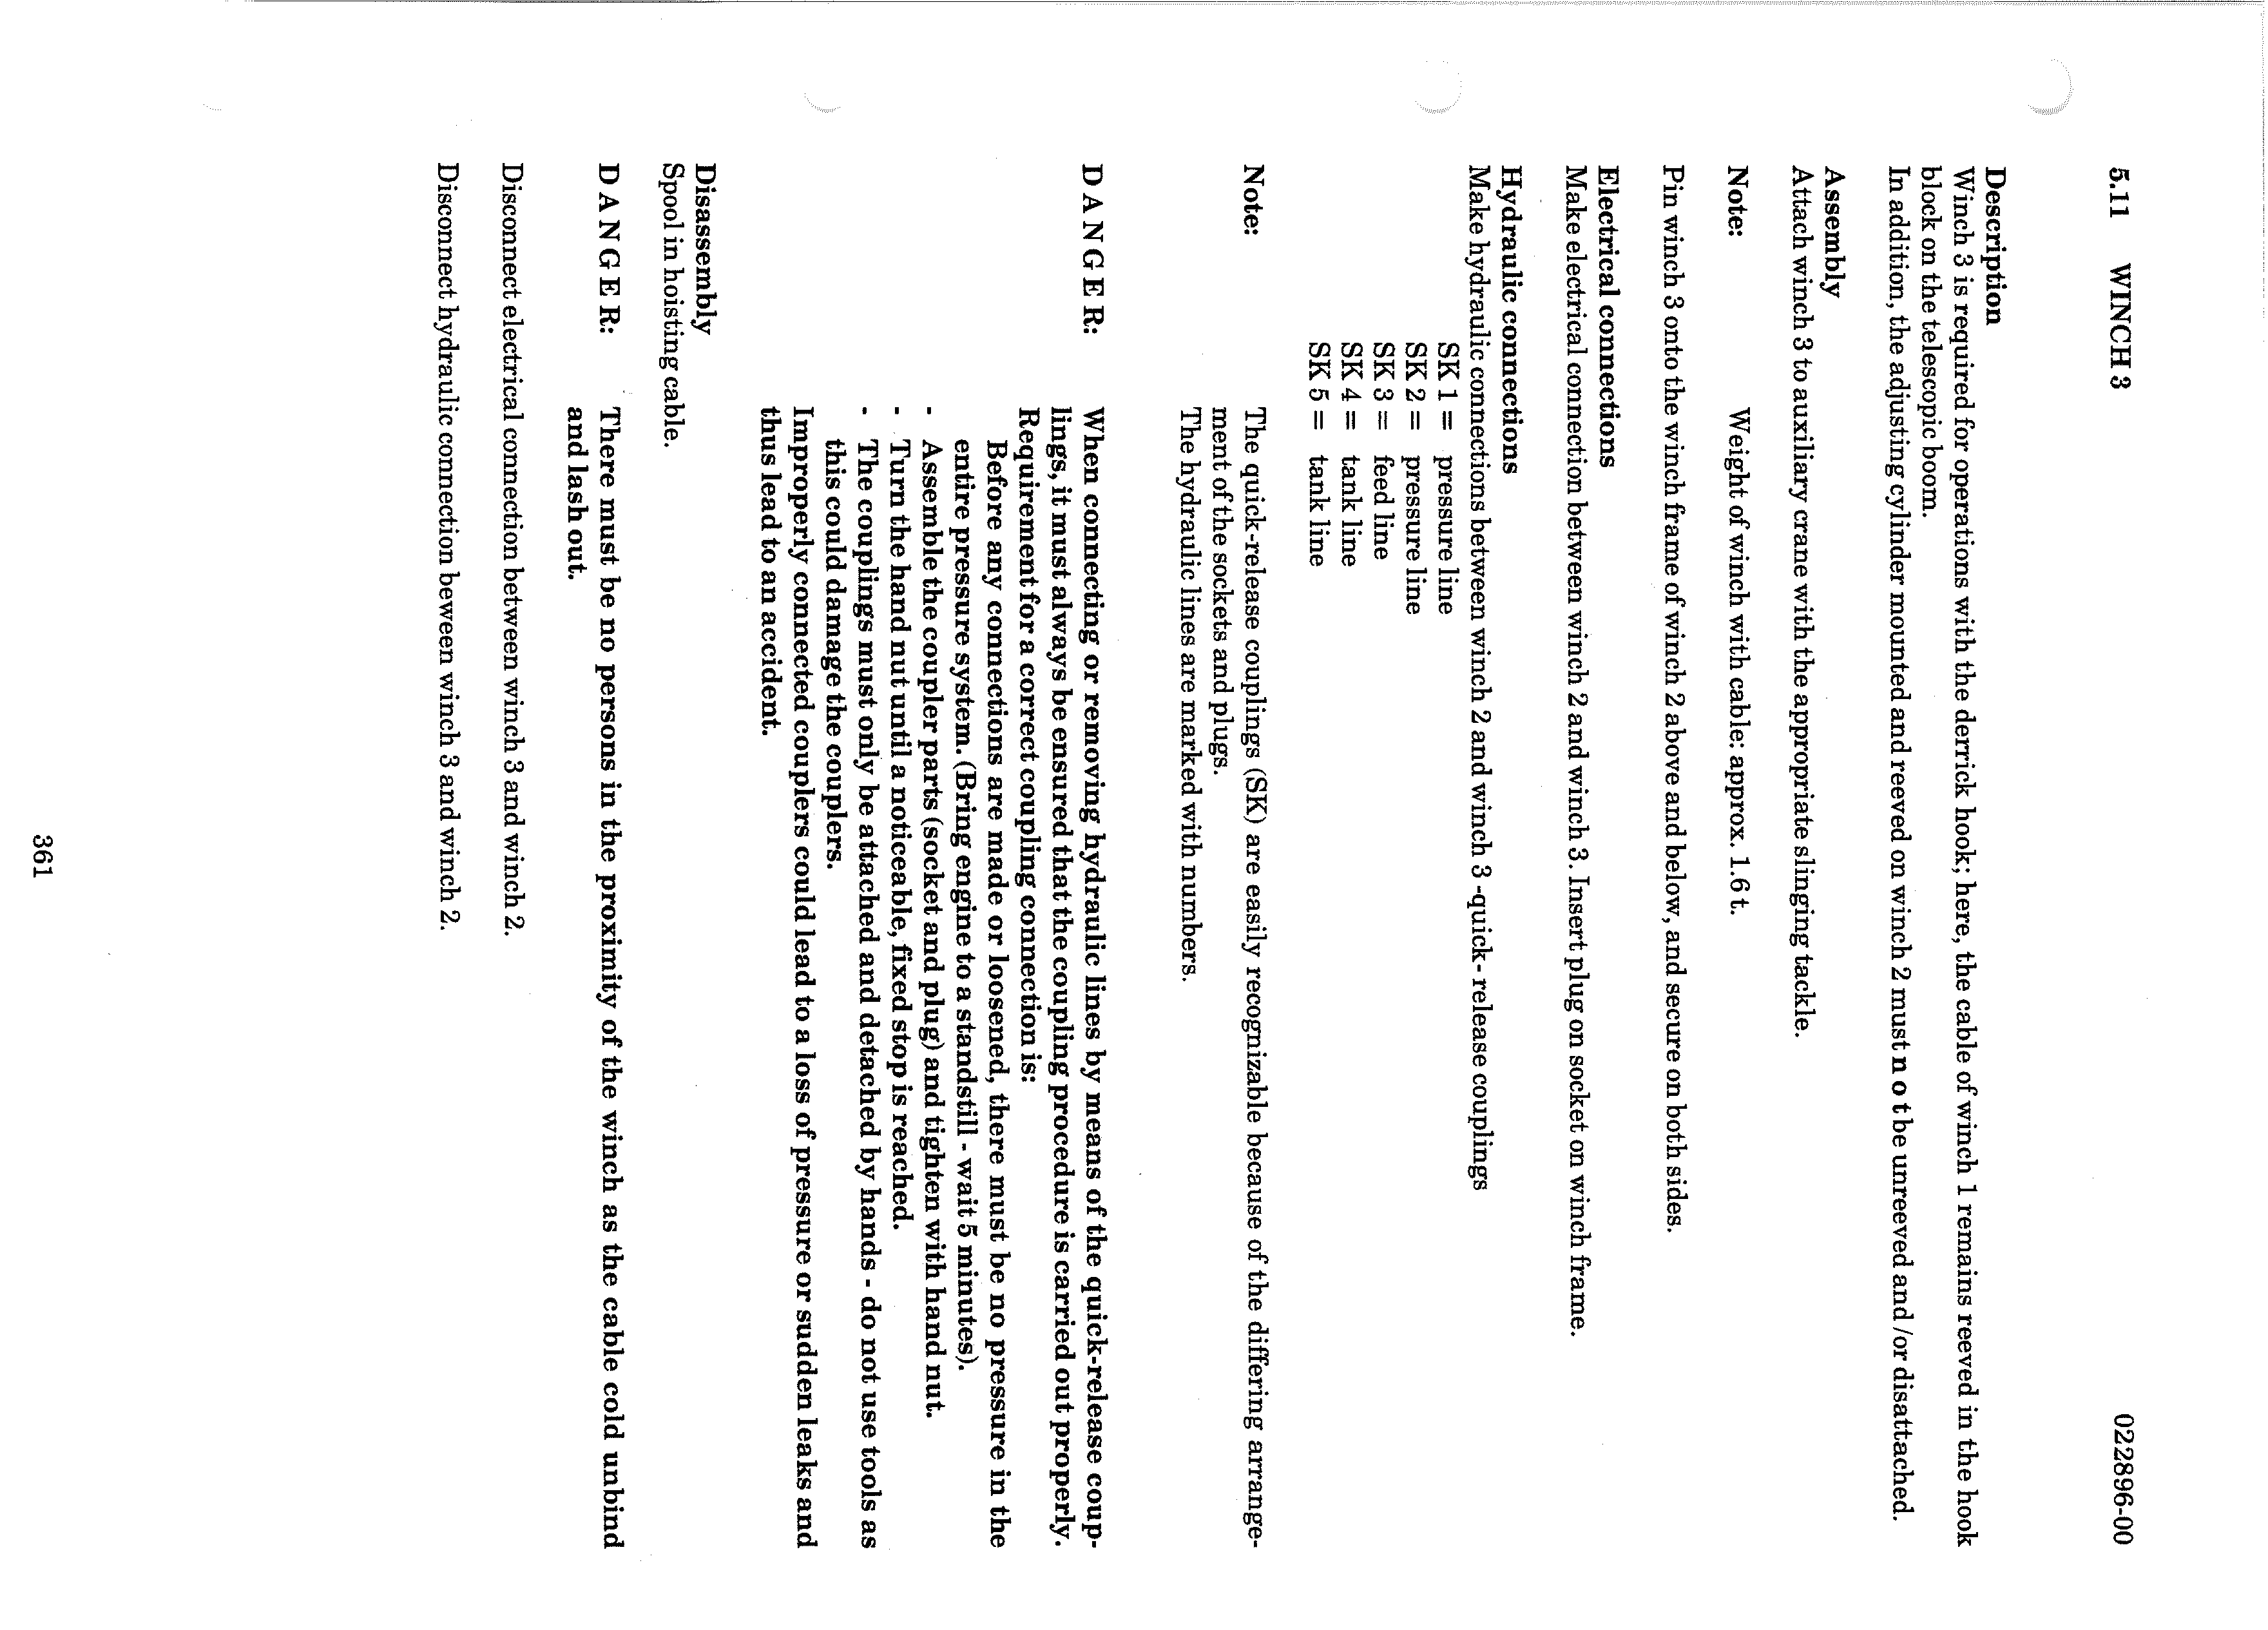 5.11 WINCH 3 022896-00
Description
Winch 3 is required for operations with the derrick hook; here, the cable of winch 1 remains reeved in the hook
block on the telescopic boom.
In addition, the adjusting cylinder mounted and reeved on winch 2 must n o t be unreeved and /or disattached.
Assembly
Attach winch 3 to auxiliary crane with the appropriate slinging tackle.
Note: Weight of winch with cable: approx. 1.6 t.
Pin winch 3 onto the winch frame of winch 2 above and below, and secure on both sides.
Electrical connections
Make electrical connection between winch 2 and winch 3. Insert plug on socket on winch frame.
Hydraulic connections
Make hydraulic connections between winch 2 and winch 3 -quick- release couplings
SK 1 = pressure line
SK 2 = pressure line
SK 3 = feed line
SK 4 = tank line
SK 5 = tank line
Note: The quick-release couplings (SK) are easily recognizable because of the differing arrange-
ment of the sockets and plugs.
The hydraulic lines are marked with numbers.
D A N G E R: When connecting or removing hydraulic lines by means of the quick-release coup-
lings, it must always be ensured that the coupling procedure is carried out properly.
Requirement for a correct coupling connection is:
Before any connections are made or loosened, there must be no pressure in the
entire pressure system. (Bring engine to a standstill - wait 5 minutes).
- Assemble the coupler parts (socket and plug) and tighten with hand nut.
- Turn the hand nut until a noticeable, fixed stop is reached.
- The couplings must only be attached and detached by hands - do not use tools as
this could damage the couplers.
Improperly connected couplers could lead to a loss of pressure or sudden leaks and
thus lead to an accident.
Disassembly
Spool in hoisting cable.
D A N G E R: There must be no persons in the proximity of the winch as the cable cold unbind
and lash out.
Disconnect electrical connection between winch 3 and winch 2.
Disconnect hydraulic connection beween winch 3 and winch 2.
361